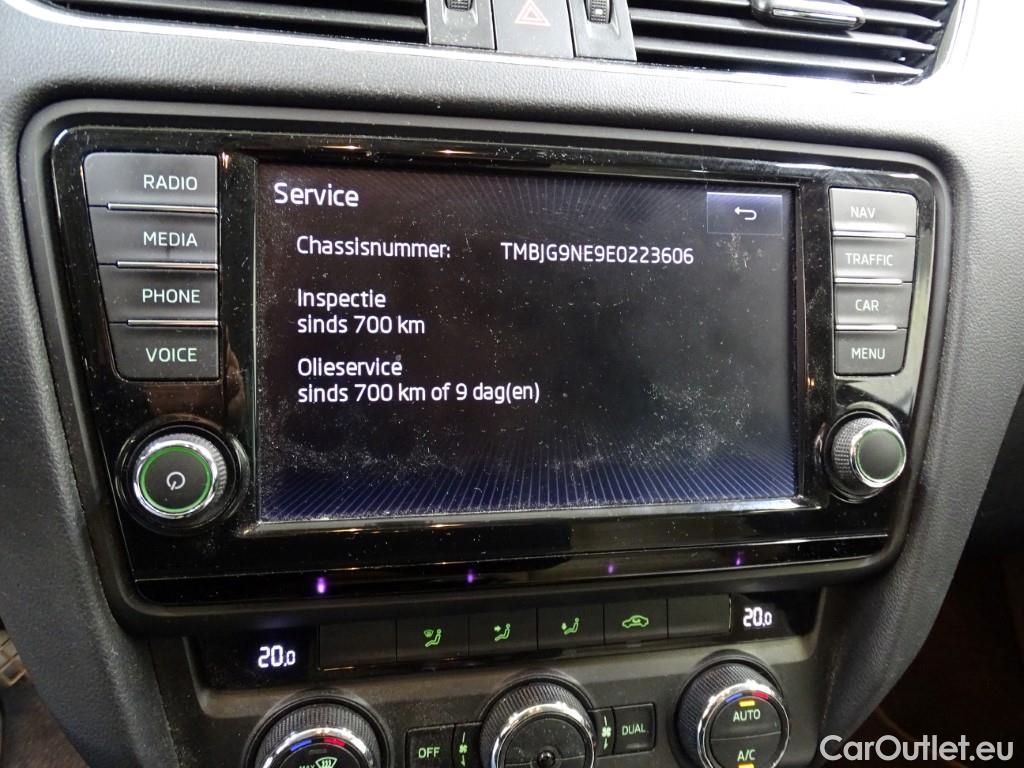 RADIO
MEDIA
PHONE
VOICE
Service
Chassisnummer: TMBJG9NE9E0223606
Inspectie
sinds 700 km
Olieservice
sinds 700 km of 9 dag(en)
NAV
TRAFFIC
CAR
MENU
20.0
20.0
MAX
OFF
DUAL
AUTO
A/C
CarOutlet.eu